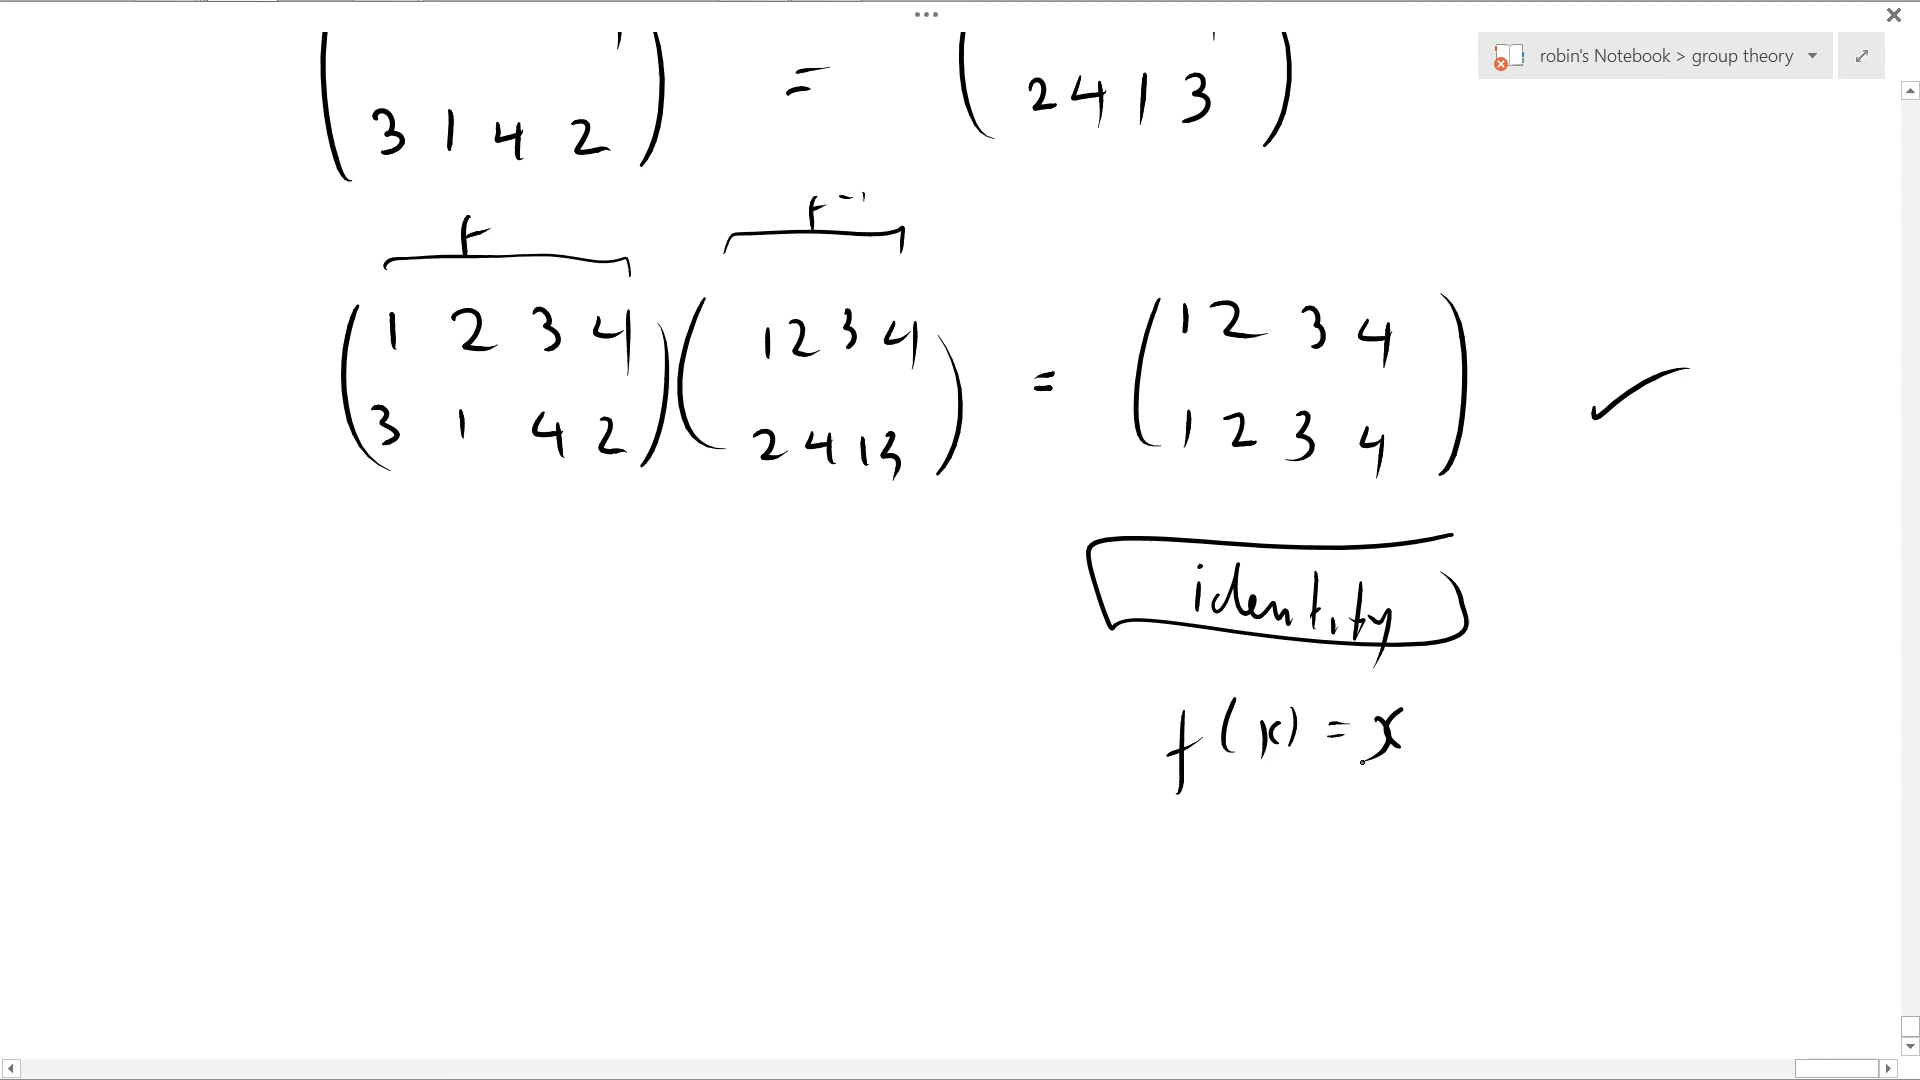 robin's Notebook > group theory
( 3 1 4 2 ) = ( 2 4 1 3 )
f f⁻¹
( 1 2 3 4 ) ( 1 2 3 4 ) = ( 1 2 3 4 ) ✓
( 3 1 4 2 ) ( 2 4 1 3 ) ( 1 2 3 4 )
identity
f(x) = x